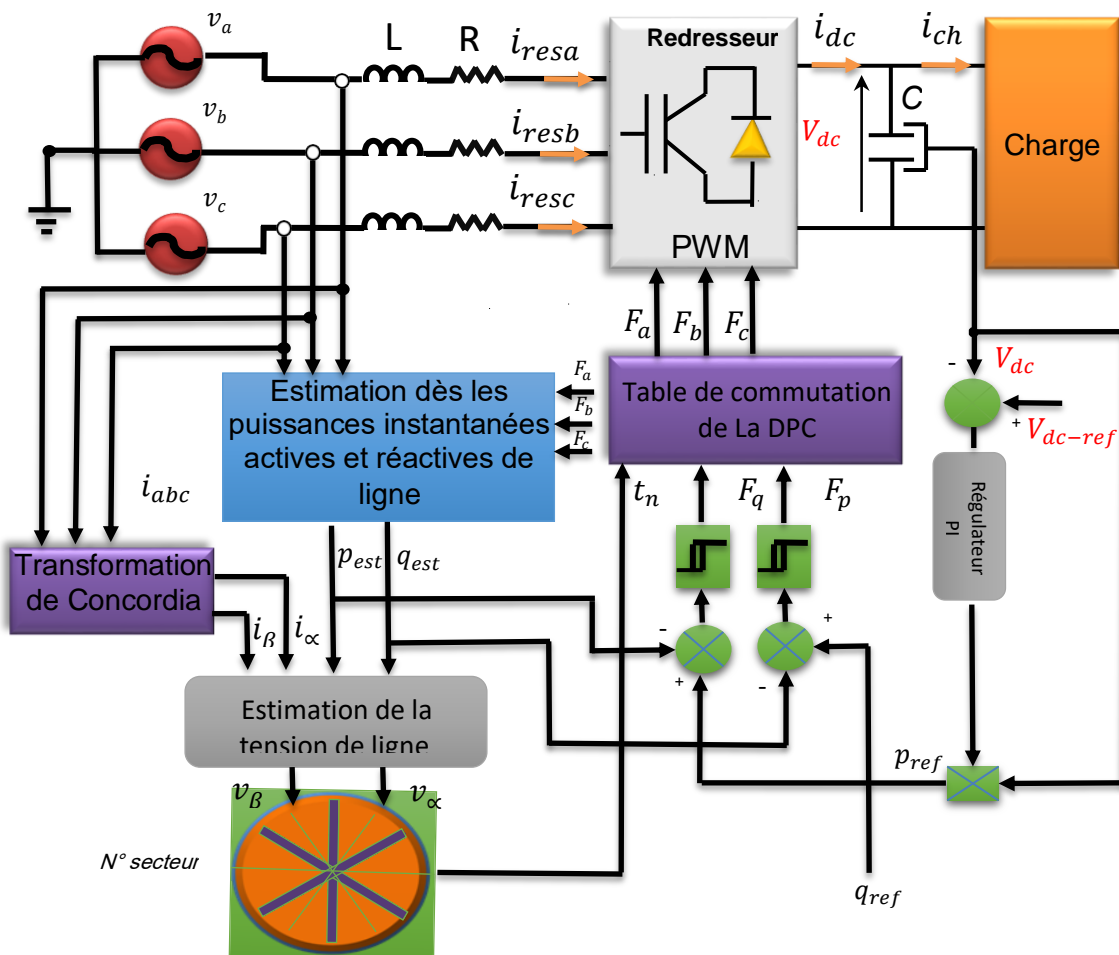 v_a
L
R
i_resa
Redresseur
i_dc
i_ch
v_b
i_resb
V_dc
C
Charge
v_c
i_resc
PWM
F_a
F_b
F_c
Estimation dès les
puissances instantanées
actives et réactives de
ligne
F_a
F_b
F_c
Table de commutation
de La DPC
-
V_dc
+
V_dc-ref
i_abc
t_n
F_q
F_p
Régulateur
PI
Transformation
de Concordia
p_est
q_est
i_ß
i_∝
-
+
+
-
Estimation de la
tension de ligne
p_ref
v_ß
v_∝
N° secteur
q_ref